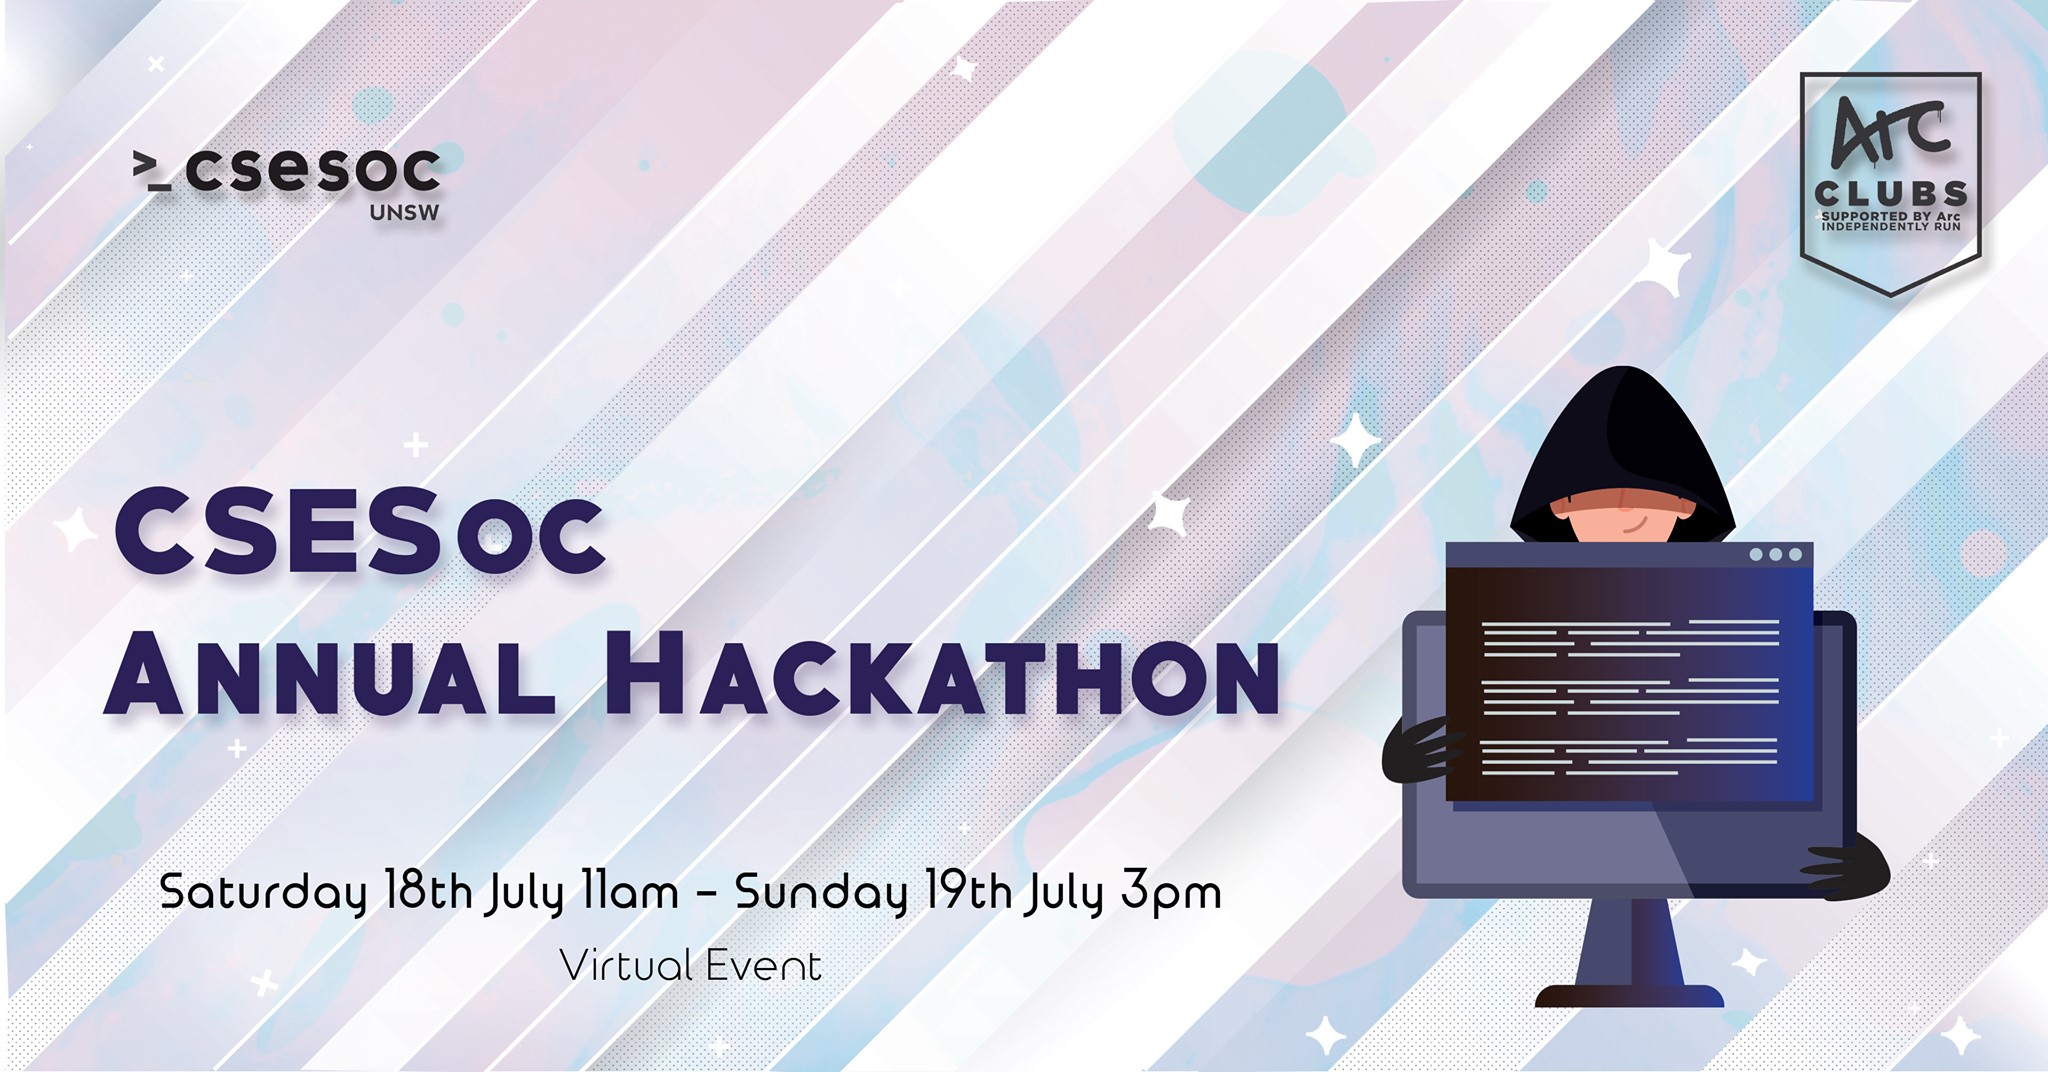 >_csesoc
UNSW
Arc
CLUBS
SUPPORTED BY Arc
INDEPENDENTLY RUN
CSESoc
Annual Hackathon
Saturday 18th July 11am - Sunday 19th July 3pm
Virtual Event